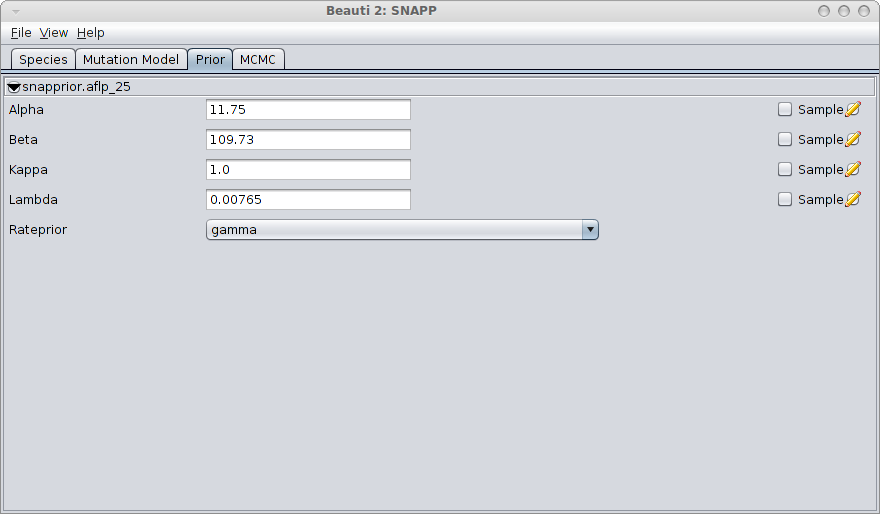 Beauti 2: SNAPP
File View Help
Species Mutation Model Prior MCMC
snapprior.aflp_25
Alpha 11.75 Sample
Beta 109.73 Sample
Kappa 1.0 Sample
Lambda 0.00765 Sample
Rateprior gamma